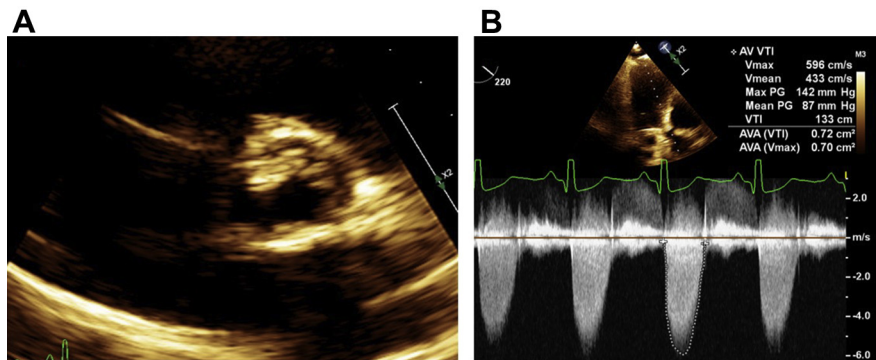 A
X2
B
X2
220
AV VTI
Vmax 596 cm/s
Vmean 433 cm/s
Max PG 142 mm Hg
Mean PG 87 mm Hg
VTI 133 cm
AVA (VTI) 0.72 cm²
AVA (Vmax) 0.70 cm²
M3
2.0
m/s
-2.0
-4.0
-6.0